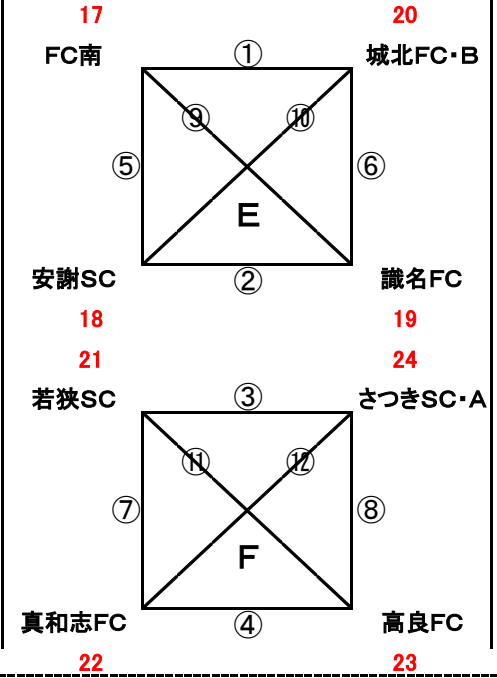 17 20
FC南 ① 城北FC・B
⑨ ⑩
⑤ ⑥
E
安謝SC ② 識名FC
18 19
21 24
若狭SC ③ さつきSC・A
⑪ ⑫
⑦ ⑧
F
真和志FC ④ 高良FC
22 23